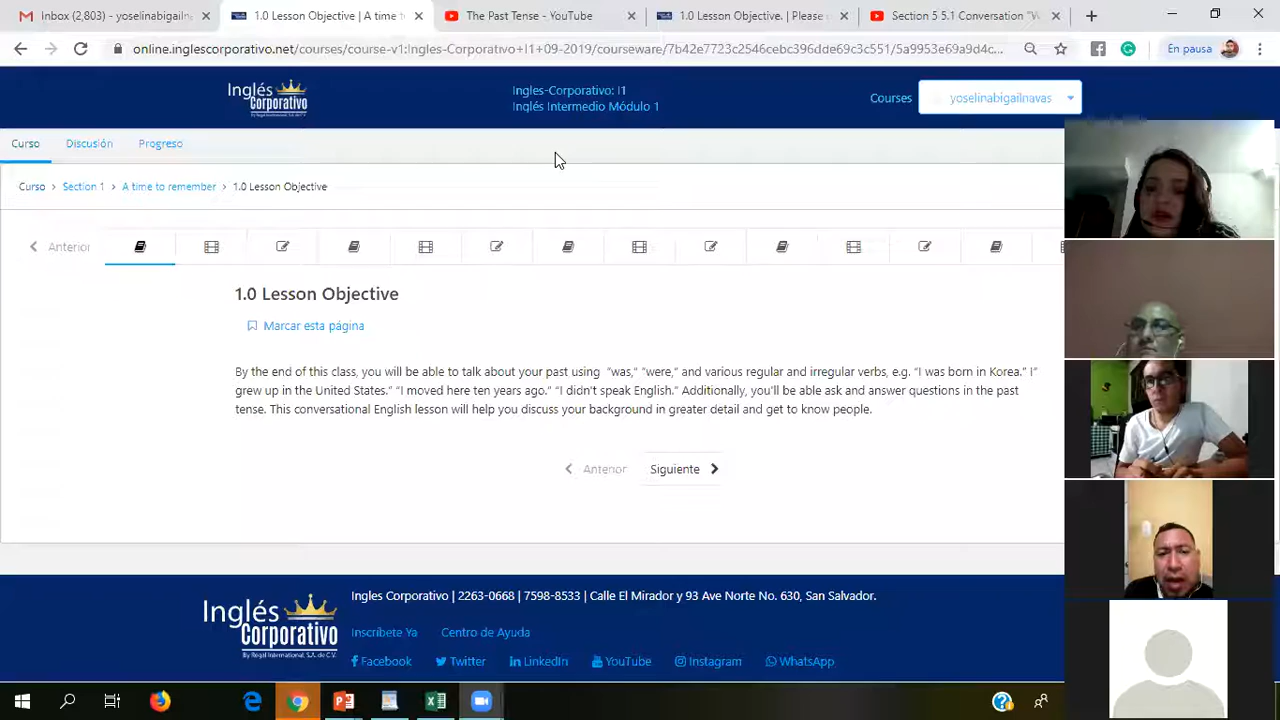 Inbox (2,803) - yoselinabigailn
1.0 Lesson Objective | A time t
The Past Tense - YouTube
1.0 Lesson Objective. | Please
Section 5 5.1 Conversation "W
online.inglescorporativo.net/courses/course-v1:Ingles-Corporativo+I1+09-2019/courseware/7b42e7723c2546cebc396dde69c3c551/5a9953e69a9d4c...
En pausa
Inglés
Corporativo
By Regal International, S.A. de C.V.
Ingles-Corporativo: I1
Inglés Intermedio Módulo 1
Courses
yoselinabigailnavas
Curso
Discusión
Progreso
Curso > Section 1 > A time to remember > 1.0 Lesson Objective
Anterior
1.0 Lesson Objective
Marcar esta página
By the end of this class, you will be able to talk about your past using "was," "were," and various regular and irregular verbs, e.g. "I was born in Korea." I"
grew up in the United States." "I moved here ten years ago." "I didn't speak English." Additionally, you'll be able ask and answer questions in the past
tense. This conversational English lesson will help you discuss your background in greater detail and get to know people.
Anterior
Siguiente
Inglés
Corporativo
By Regal International, S.A. de C.V.
Ingles Corporativo | 2263-0668 | 7598-8533 | Calle El Mirador y 93 Ave Norte No. 630, San Salvador.
Inscríbete Ya
Centro de Ayuda
Facebook
Twitter
LinkedIn
YouTube
Instagram
WhatsApp